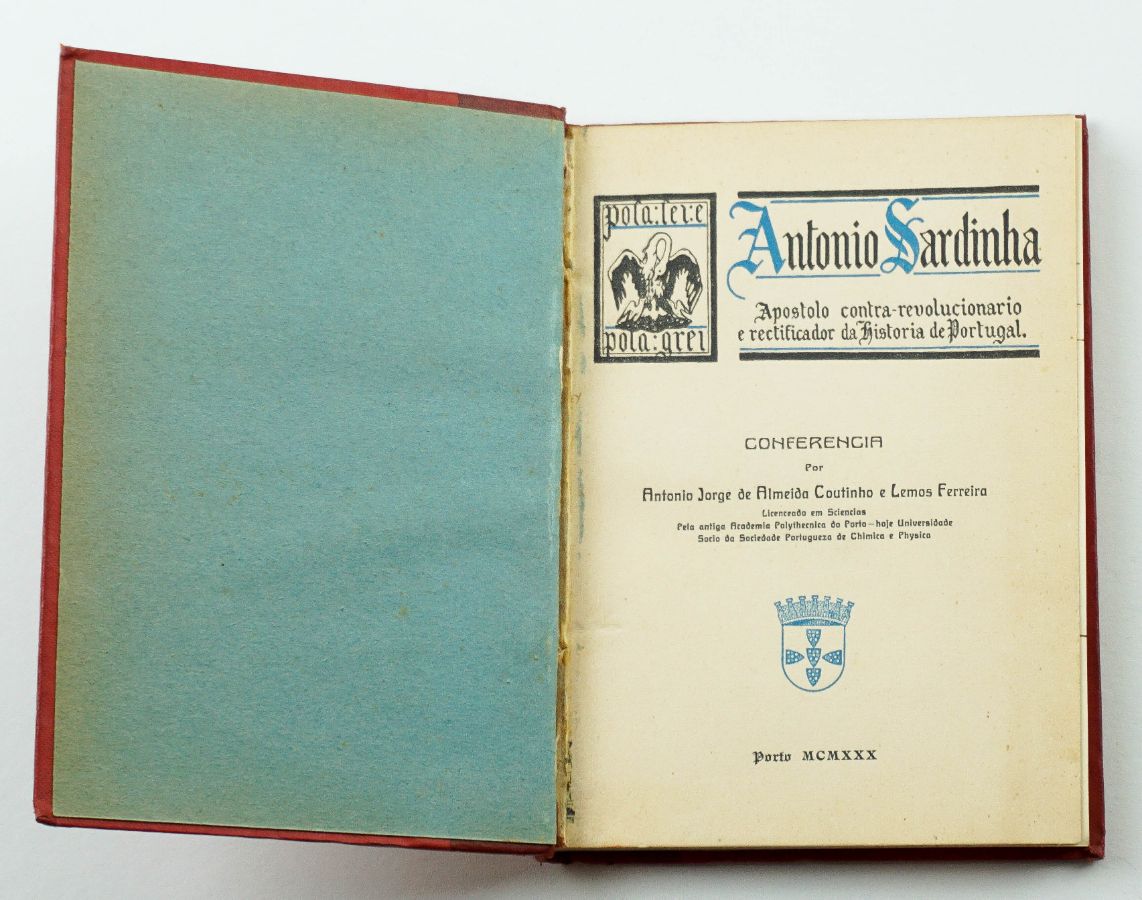 pola:lei:e
pola:grei
Antonio Sardinha
Apostolo contra-revolucionario
e rectificador da Historia de Portugal.
CONFERENCIA
Por
Antonio Jorge de Almeida Coutinho e Lemos Ferreira
Licenceado em Sciencias
Pela antiga Academia Polythecnica do Porto—hoje Universidade
Socio da Sociedade Portugueza de Chimica e Physica
Porto MCMXXX